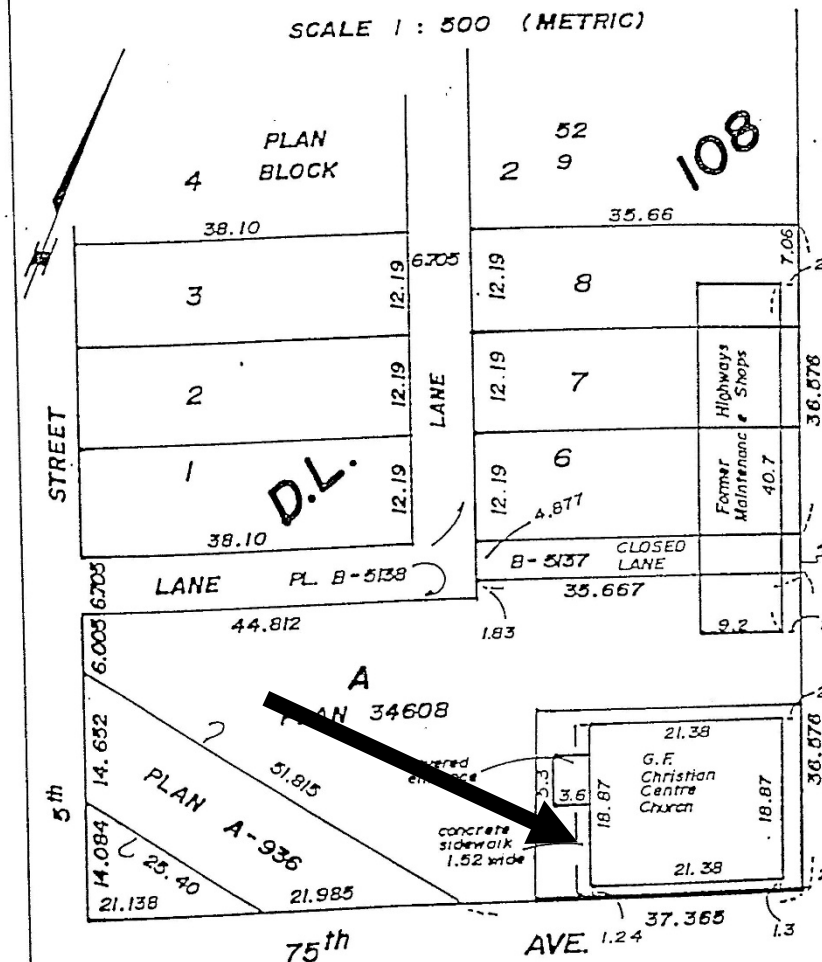 SCALE 1 : 500 (METRIC)
PLAN
BLOCK
52
9
108
4
2
38.10
35.66
7.06
6.705
3
12.19
12.19
8
2
12.19
12.19
7
Highways
Shops
36.576
STREET
LANE
1
D.L.
12.19
12.19
6
Former
Maintenance
40.7
4.877
38.10
B-5137
CLOSED
LANE
6.705
LANE
PL. B-5138
35.667
44.812
1.83
9.2
6.005
A
PLAN 34608
14.652
51.815
21.38
G.F.
Christian
Centre
Church
5.3
3.6
18.87
18.87
36.576
PLAN A-936
5th
concrete
sidewalk
1.52 wide
14.084
25.40
21.38
21.138
21.985
37.365
1.24
1.3
75th
AVE.